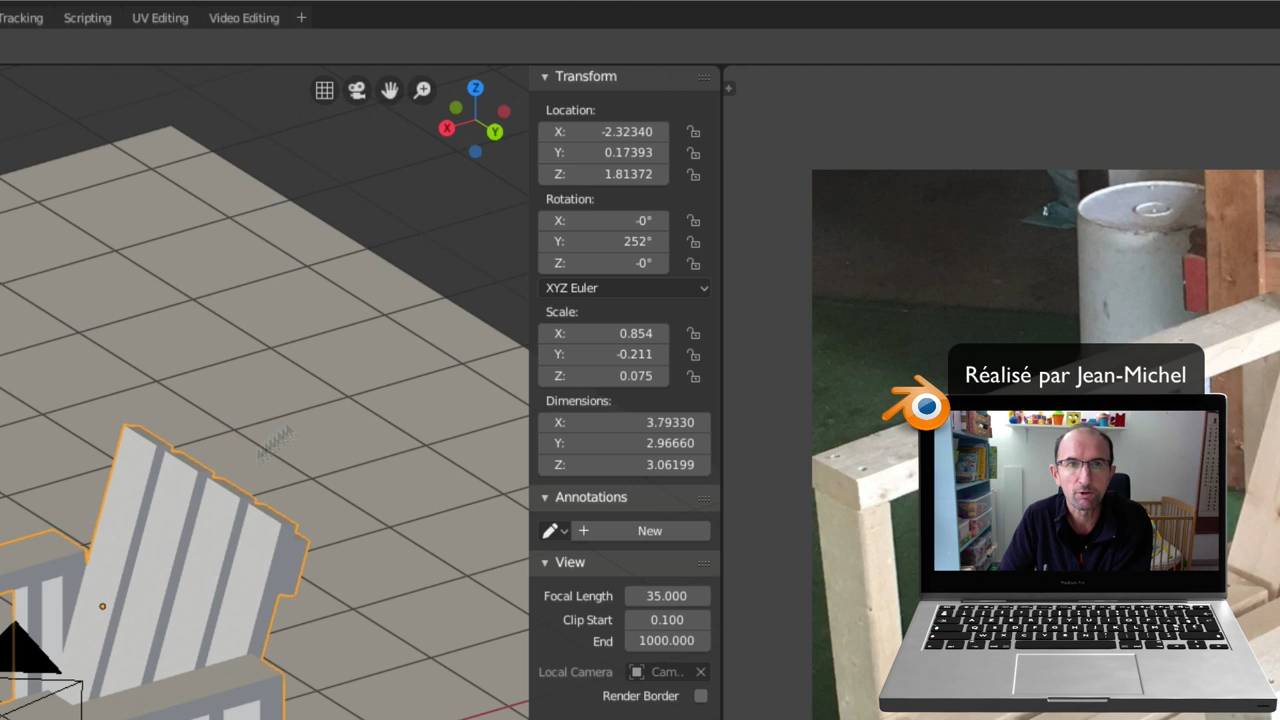 Tracking
Scripting
UV Editing
Video Editing
+
Transform
Location:
X: -2.32340
Y: 0.17393
Z: 1.81372
Rotation:
X: -0°
Y: 252°
Z: -0°
XYZ Euler
Scale:
X: 0.854
Y: -0.211
Z: 0.075
Dimensions:
X: 3.79330
Y: 2.96660
Z: 3.06199
Annotations
+ New
View
Focal Length 35.000
Clip Start 0.100
End 1000.000
Local Camera Cam..
Render Border
Z
X
Y
Réalisé par Jean-Michel